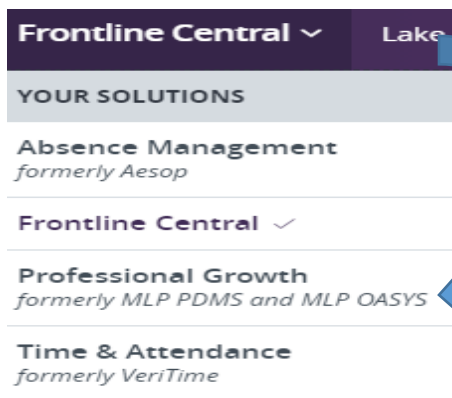 Frontline Central
Lake
YOUR SOLUTIONS
Absence Management
formerly Aesop
Frontline Central
Professional Growth
formerly MLP PDMS and MLP OASYS
Time & Attendance
formerly VeriTime